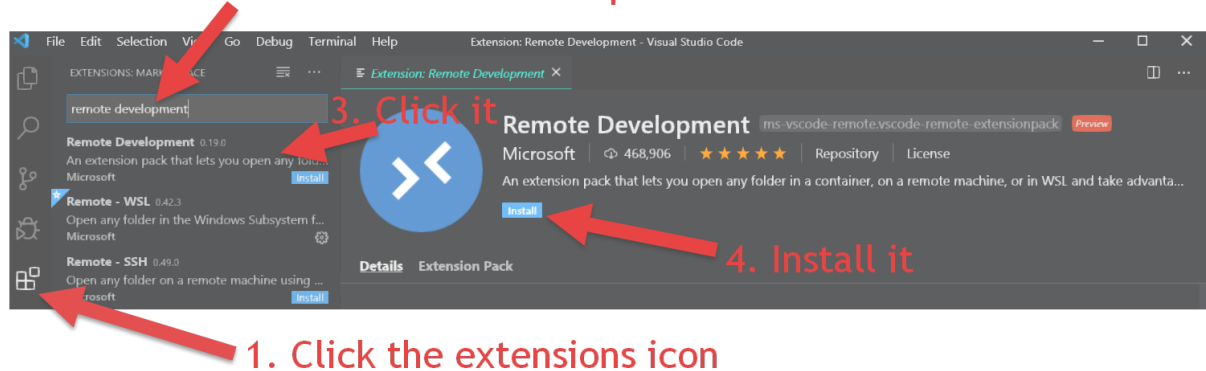 File Edit Selection View Go Debug Terminal Help Extension: Remote Development - Visual Studio Code
EXTENSIONS: MARKETPLACE
Extension: Remote Development
remote development
3. Click it
Remote Development 0.19.0
An extension pack that lets you open any fold...
Microsoft Install
Remote - WSL 0.42.3
Open any folder in the Windows Subsystem f...
Microsoft
Remote - SSH 0.49.0
Open any folder on a remote machine using ...
Microsoft Install
Remote Development ms-vscode-remote.vscode-remote-extensionpack Preview
Microsoft 468,906 Repository License
An extension pack that lets you open any folder in a container, on a remote machine, or in WSL and take advanta...
Install
4. Install it
Details Extension Pack
1. Click the extensions icon